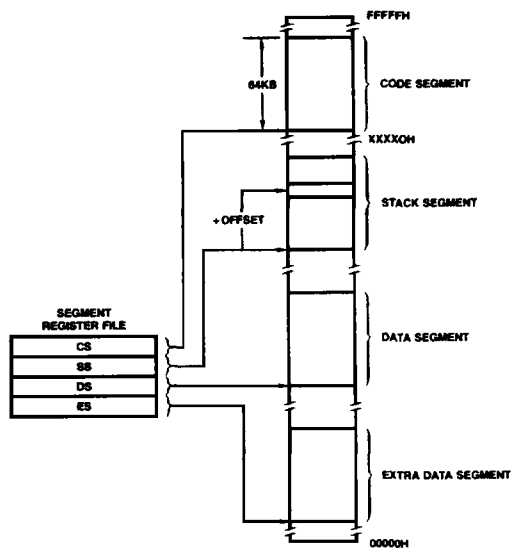 FFFFFH
64KB
CODE SEGMENT
XXXX0H
STACK SEGMENT
+OFFSET
SEGMENT
REGISTER FILE
CS
SS
DS
ES
DATA SEGMENT
EXTRA DATA SEGMENT
00000H